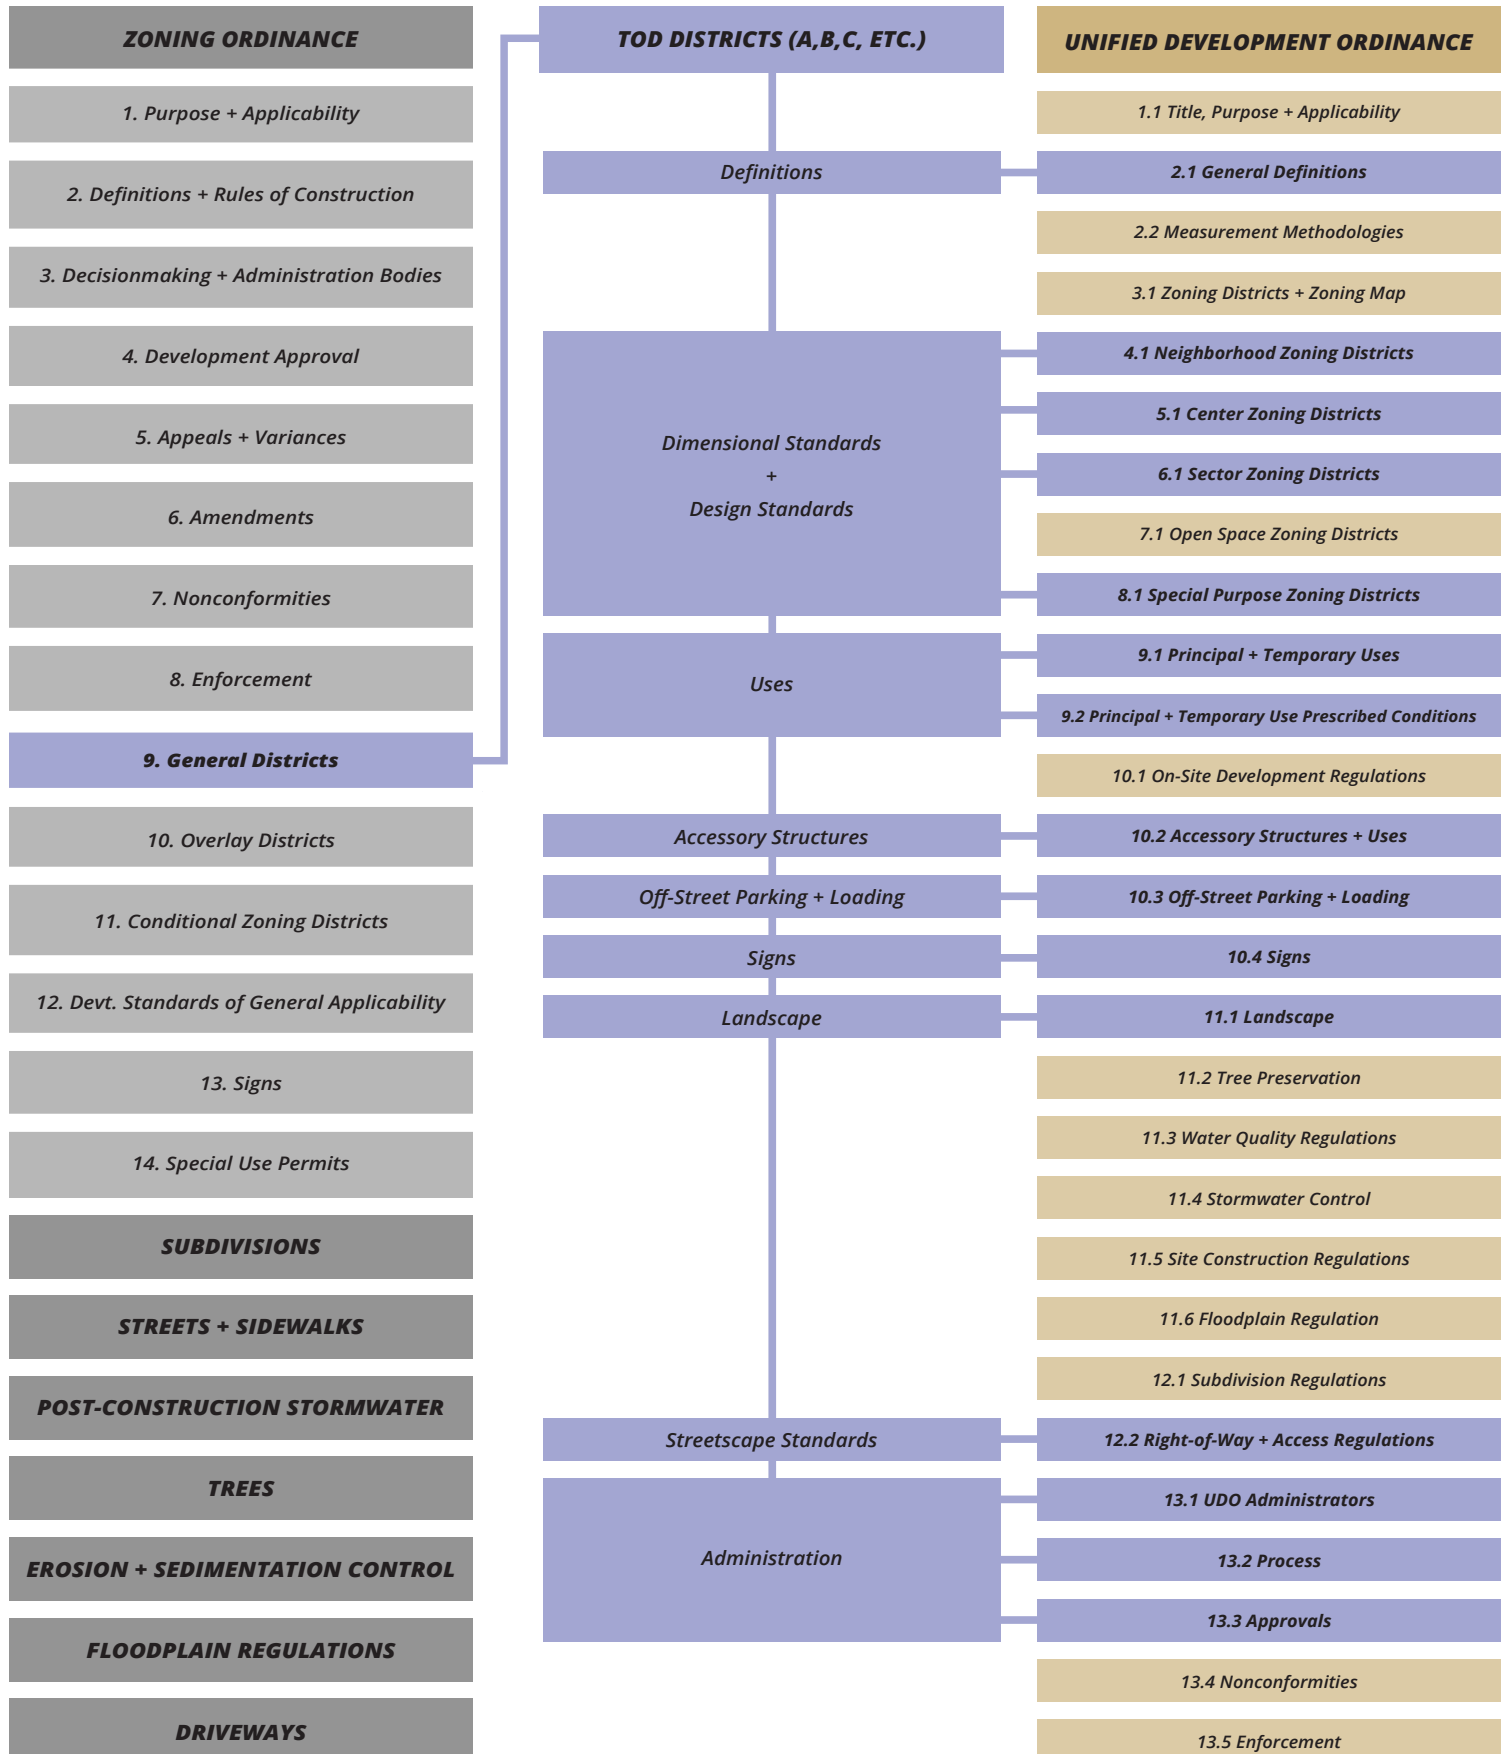 ZONING ORDINANCE
1. Purpose + Applicability
2. Definitions + Rules of Construction
3. Decisionmaking + Administration Bodies
4. Development Approval
5. Appeals + Variances
6. Amendments
7. Nonconformities
8. Enforcement
9. General Districts
10. Overlay Districts
11. Conditional Zoning Districts
12. Devt. Standards of General Applicability
13. Signs
14. Special Use Permits
SUBDIVISIONS
STREETS + SIDEWALKS
POST-CONSTRUCTION STORMWATER
TREES
EROSION + SEDIMENTATION CONTROL
FLOODPLAIN REGULATIONS
DRIVEWAYS
TOD DISTRICTS (A,B,C, ETC.)
Definitions
Dimensional Standards
+
Design Standards
Uses
Accessory Structures
Off-Street Parking + Loading
Signs
Landscape
Streetscape Standards
Administration
UNIFIED DEVELOPMENT ORDINANCE
1.1 Title, Purpose + Applicability
2.1 General Definitions
2.2 Measurement Methodologies
3.1 Zoning Districts + Zoning Map
4.1 Neighborhood Zoning Districts
5.1 Center Zoning Districts
6.1 Sector Zoning Districts
7.1 Open Space Zoning Districts
8.1 Special Purpose Zoning Districts
9.1 Principal + Temporary Uses
9.2 Principal + Temporary Use Prescribed Conditions
10.1 On-Site Development Regulations
10.2 Accessory Structures + Uses
10.3 Off-Street Parking + Loading
10.4 Signs
11.1 Landscape
11.2 Tree Preservation
11.3 Water Quality Regulations
11.4 Stormwater Control
11.5 Site Construction Regulations
11.6 Floodplain Regulation
12.1 Subdivision Regulations
12.2 Right-of-Way + Access Regulations
13.1 UDO Administrators
13.2 Process
13.3 Approvals
13.4 Nonconformities
13.5 Enforcement